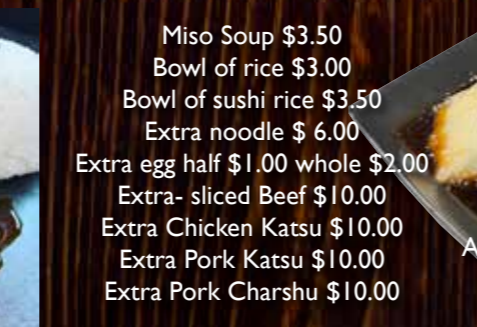 Miso Soup $3.50
Bowl of rice $3.00
Bowl of sushi rice $3.50
Extra noodle $ 6.00
Extra egg half $1.00 whole $2.00
Extra- sliced Beef $10.00
Extra Chicken Katsu $10.00
Extra Pork Katsu $10.00
Extra Pork Charshu $10.00
A